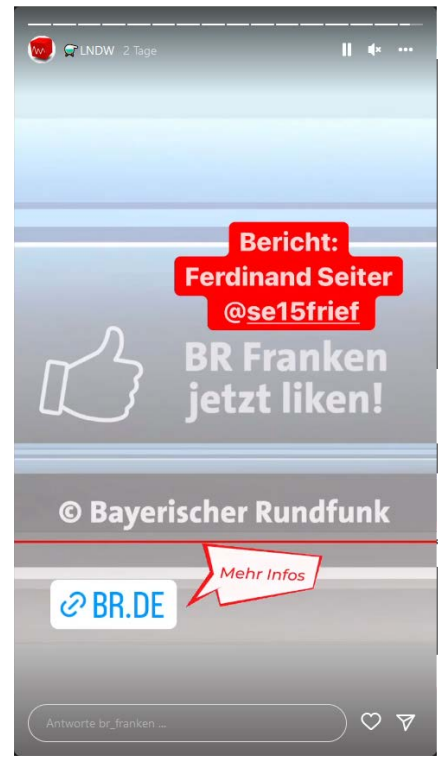 LNDW 2 Tage
Bericht:
Ferdinand Seiter
@se15frief
BR Franken
jetzt liken!
© Bayerischer Rundfunk
Mehr Infos
BR.DE
Antworte br_franken ...